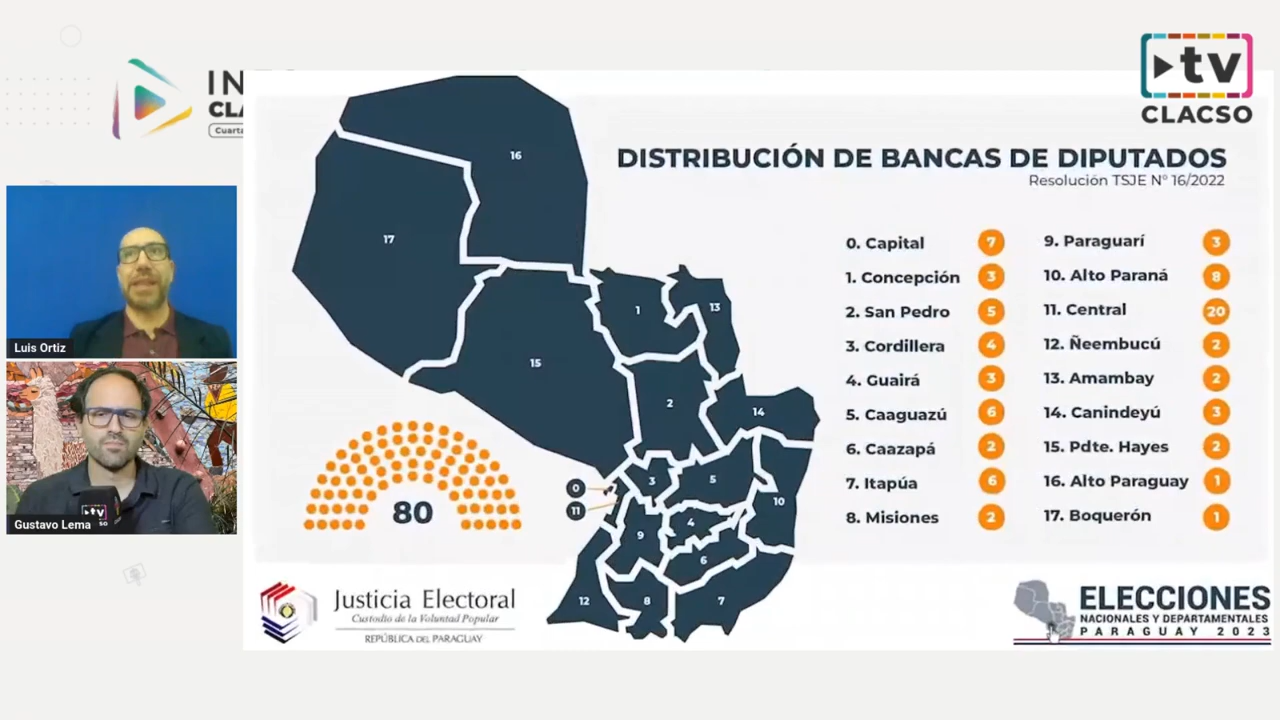 IN
CLA
Cuarta
tv
CLACSO
DISTRIBUCIÓN DE BANCAS DE DIPUTADOS
Resolución TSJE N° 16/2022
0. Capital 7
1. Concepción 3
2. San Pedro 5
3. Cordillera 4
4. Guairá 3
5. Caaguazú 6
6. Caazapá 2
7. Itapúa 6
8. Misiones 2
9. Paraguarí 3
10. Alto Paraná 8
11. Central 20
12. Ñeembucú 2
13. Amambay 2
14. Canindeyú 3
15. Pdte. Hayes 2
16. Alto Paraguay 1
17. Boquerón 1
16
17
1
13
15
2
14
0
11
3
5
10
4
9
6
12
8
7
80
Luis Ortiz
tv
SO
Gustavo Lema
Justicia Electoral
Custodio de la Voluntad Popular
REPÚBLICA DEL PARAGUAY
ELECCIONES
NACIONALES Y DEPARTAMENTALES
PARAGUAY 2023